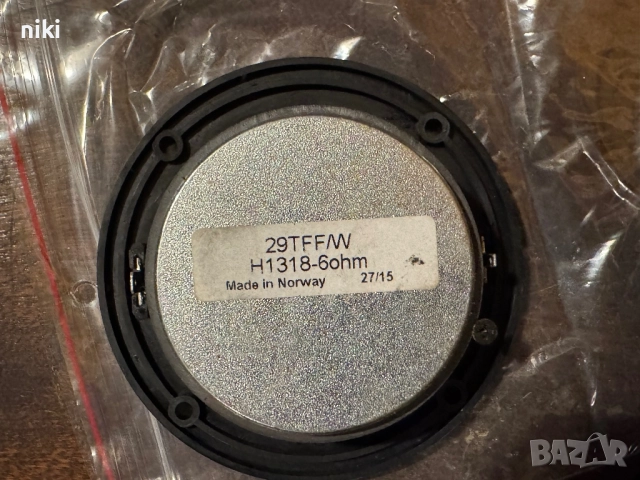 niki
29TFF/W
H1318-6ohm
Made in Norway 27/15
BAZAR